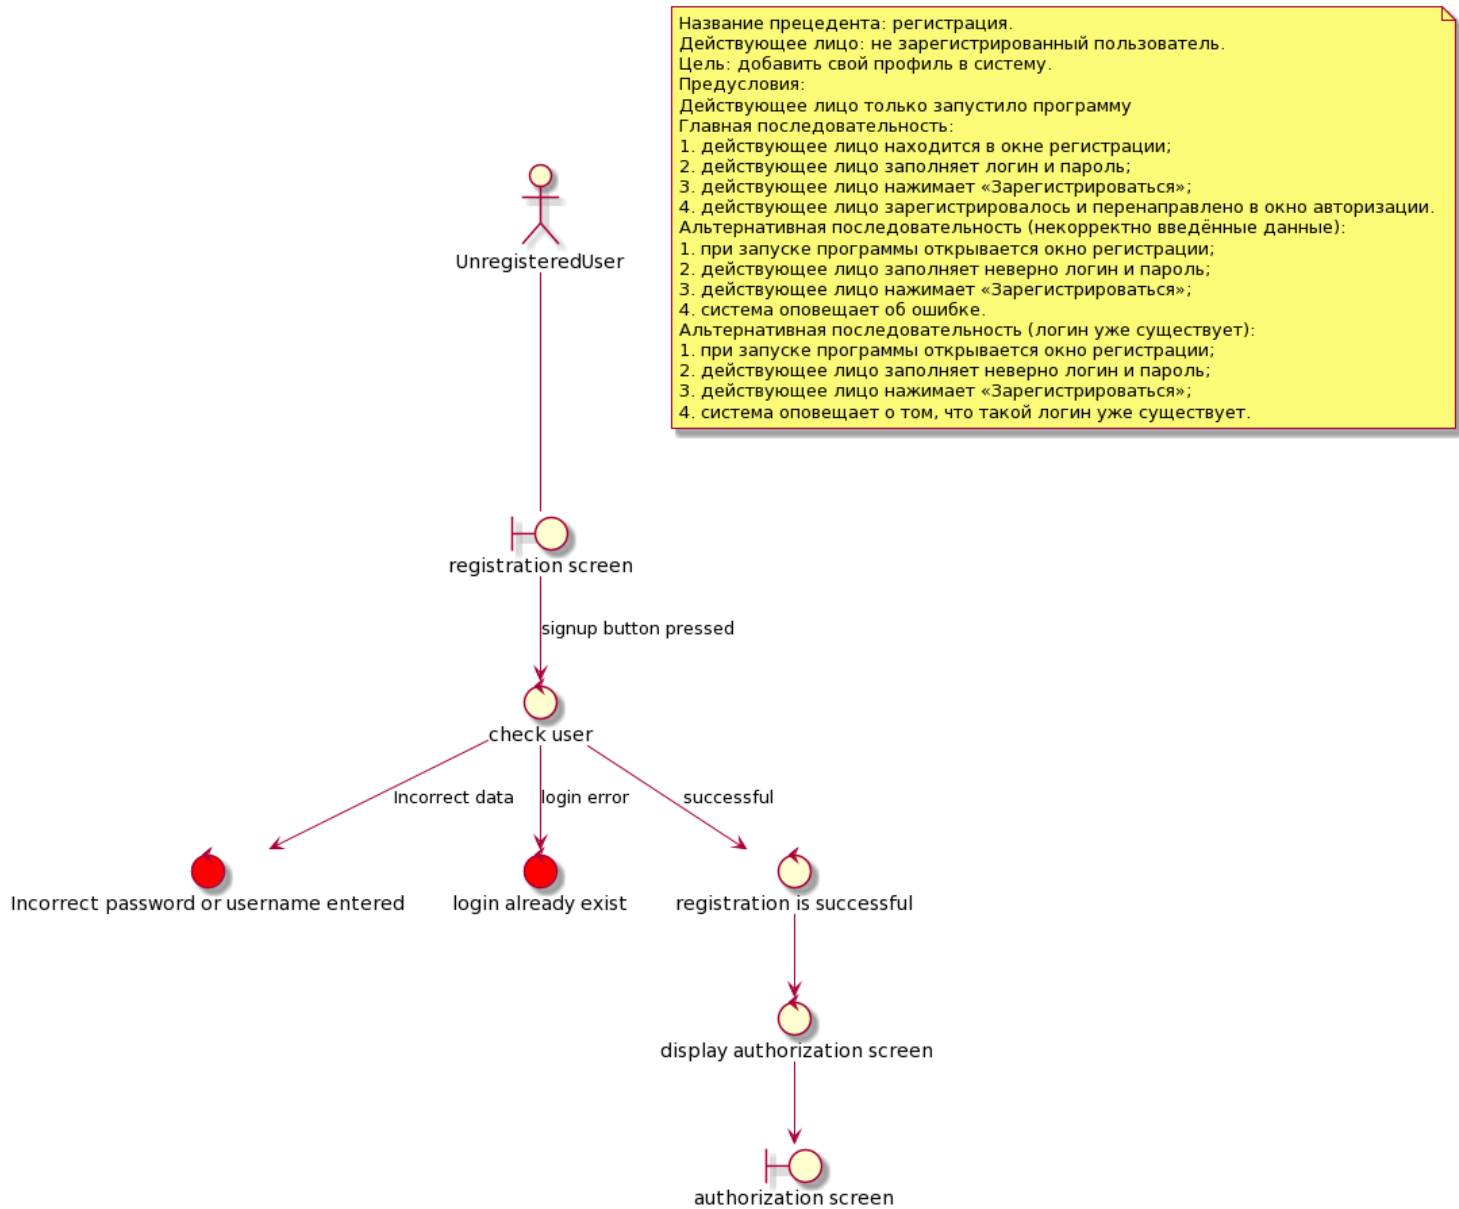 Название прецедента: регистрация.
Действующее лицо: не зарегистрированный пользователь.
Цель: добавить свой профиль в систему.
Предусловия:
Действующее лицо только запустило программу
Главная последовательность:
1. действующее лицо находится в окне регистрации;
2. действующее лицо заполняет логин и пароль;
3. действующее лицо нажимает «Зарегистрироваться»;
4. действующее лицо зарегистрировалось и перенаправлено в окно авторизации.
Альтернативная последовательность (некорректно введённые данные):
1. при запуске программы открывается окно регистрации;
2. действующее лицо заполняет неверно логин и пароль;
3. действующее лицо нажимает «Зарегистрироваться»;
4. система оповещает об ошибке.
Альтернативная последовательность (логин уже существует):
1. при запуске программы открывается окно регистрации;
2. действующее лицо заполняет неверно логин и пароль;
3. действующее лицо нажимает «Зарегистрироваться»;
4. система оповещает о том, что такой логин уже существует.
UnregisteredUser
registration screen
signup button pressed
check user
Incorrect data
login error
successful
Incorrect password or username entered
login already exist
registration is successful
display authorization screen
authorization screen